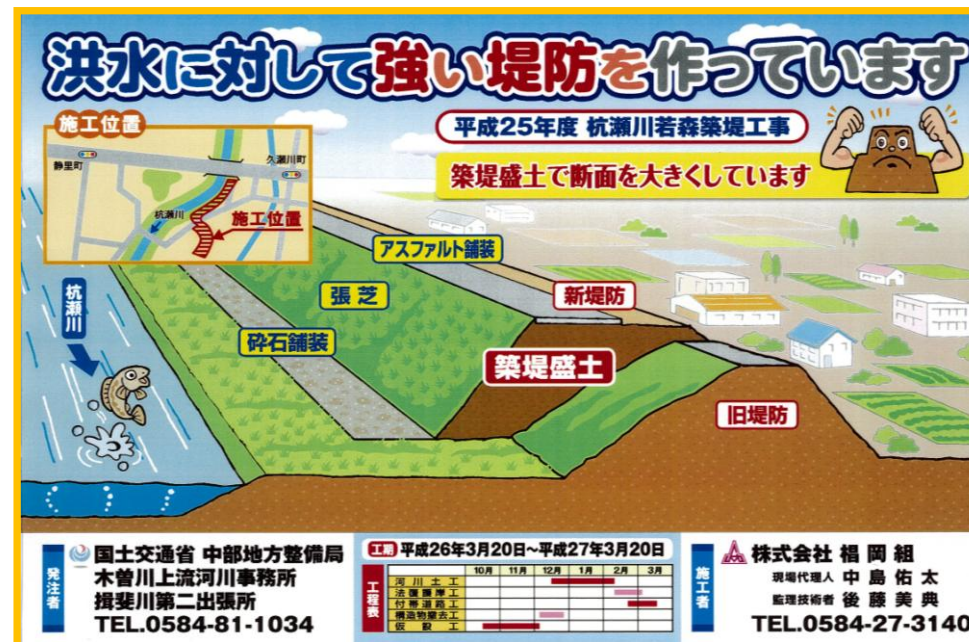 洪水に対して強い堤防を作っています
平成25年度 杭瀬川若森築堤工事
築堤盛土で断面を大きくしています
施工位置
静里町
久瀬川町
杭瀬川
施工位置
杭瀬川
アスファルト舗装
張芝
砕石舗装
新堤防
築堤盛土
旧堤防
発注者
国土交通省 中部地方整備局
木曽川上流河川事務所
揖斐川第二出張所
TEL.0584-81-1034
工期 平成26年3月20日～平成27年3月20日
工程表
10月 11月 12月 1月 2月 3月
河川土工
法覆護岸工
付帯道路工
構造物撤去工
仮設工
施工者
株式会社 椙岡組
現場代理人 中島佑太
監理技術者 後藤美典
TEL.0584-27-3140